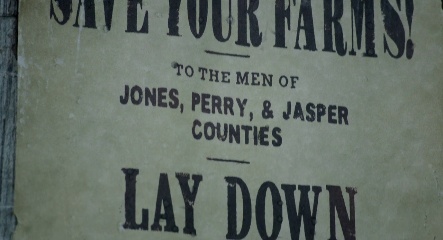 SAVE YOUR FARMS!
TO THE MEN OF
JONES, PERRY, & JASPER
COUNTIES
LAY DOWN